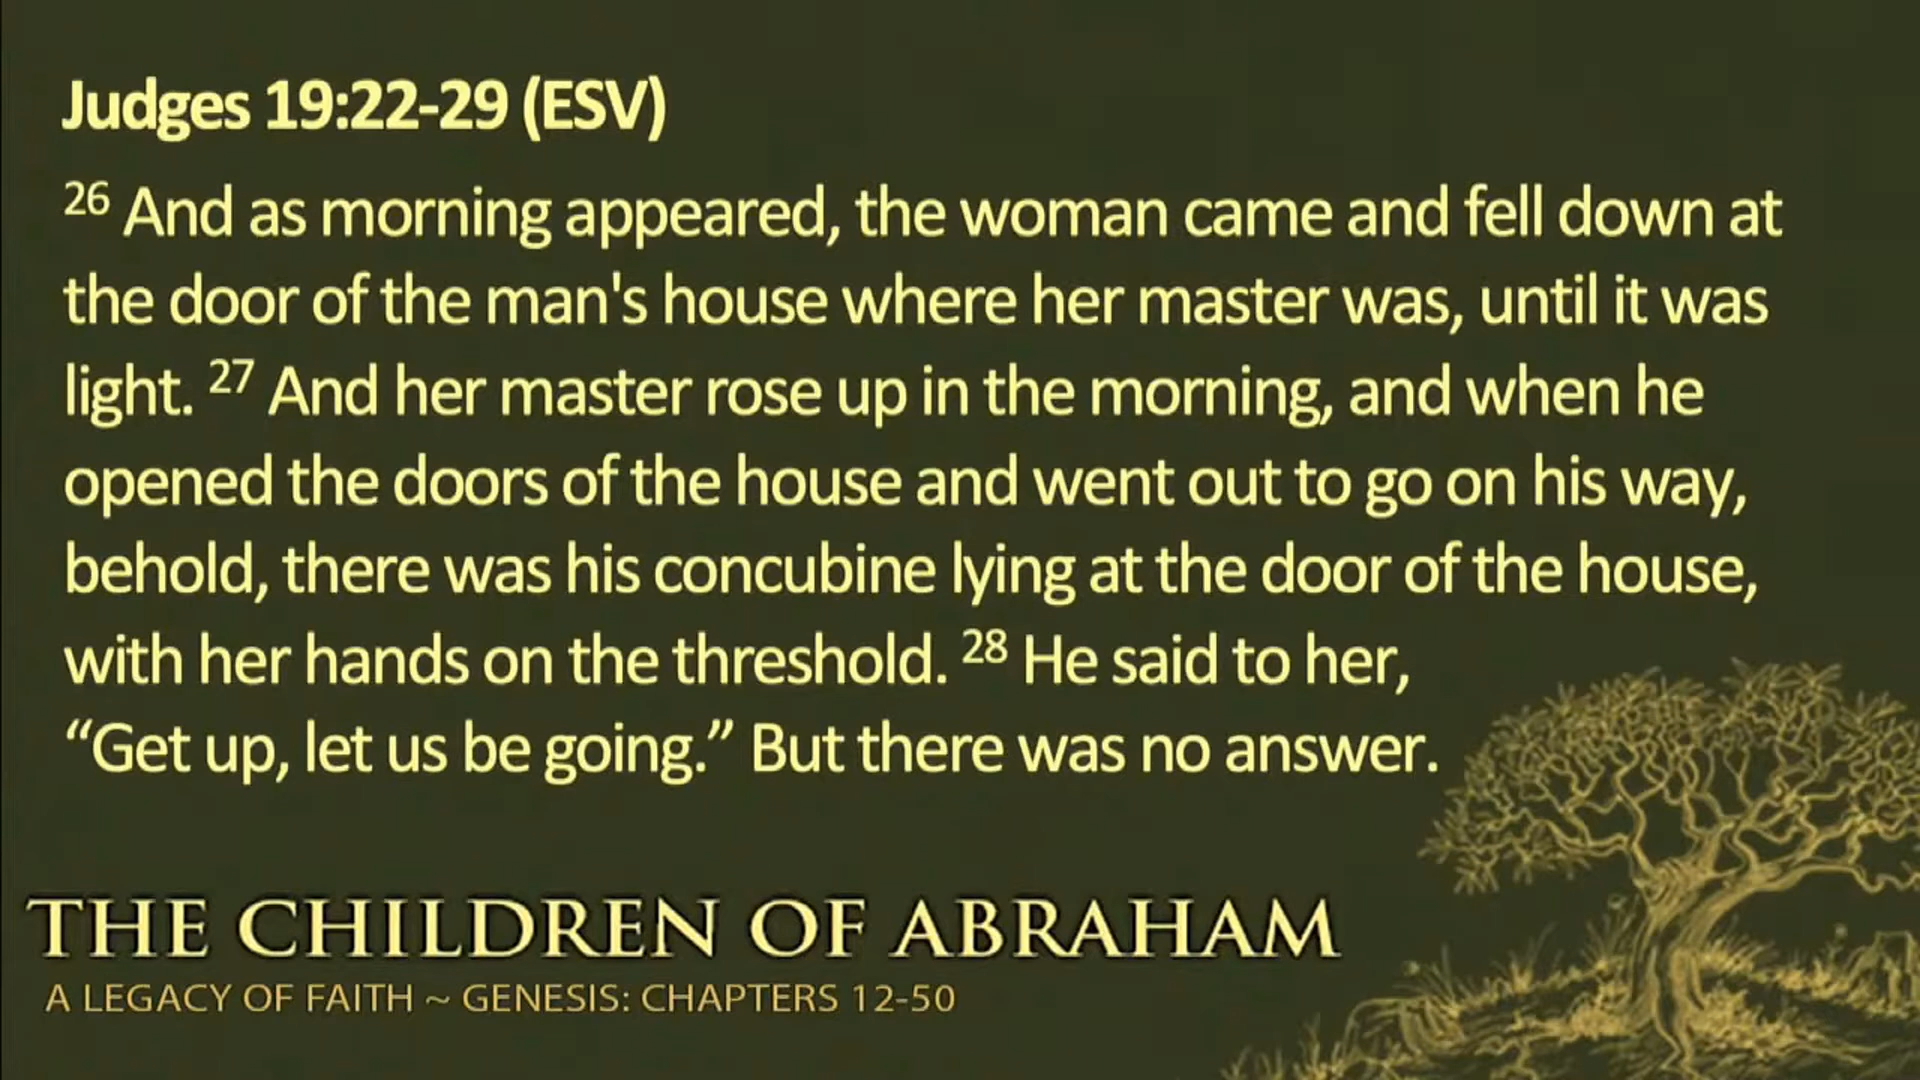 Judges 19:22-29 (ESV)
26 And as morning appeared, the woman came and fell down at
the door of the man's house where her master was, until it was
light. 27 And her master rose up in the morning, and when he
opened the doors of the house and went out to go on his way,
behold, there was his concubine lying at the door of the house,
with her hands on the threshold. 28 He said to her,
“Get up, let us be going.” But there was no answer.
THE CHILDREN OF ABRAHAM
A LEGACY OF FAITH ~ GENESIS: CHAPTERS 12-50